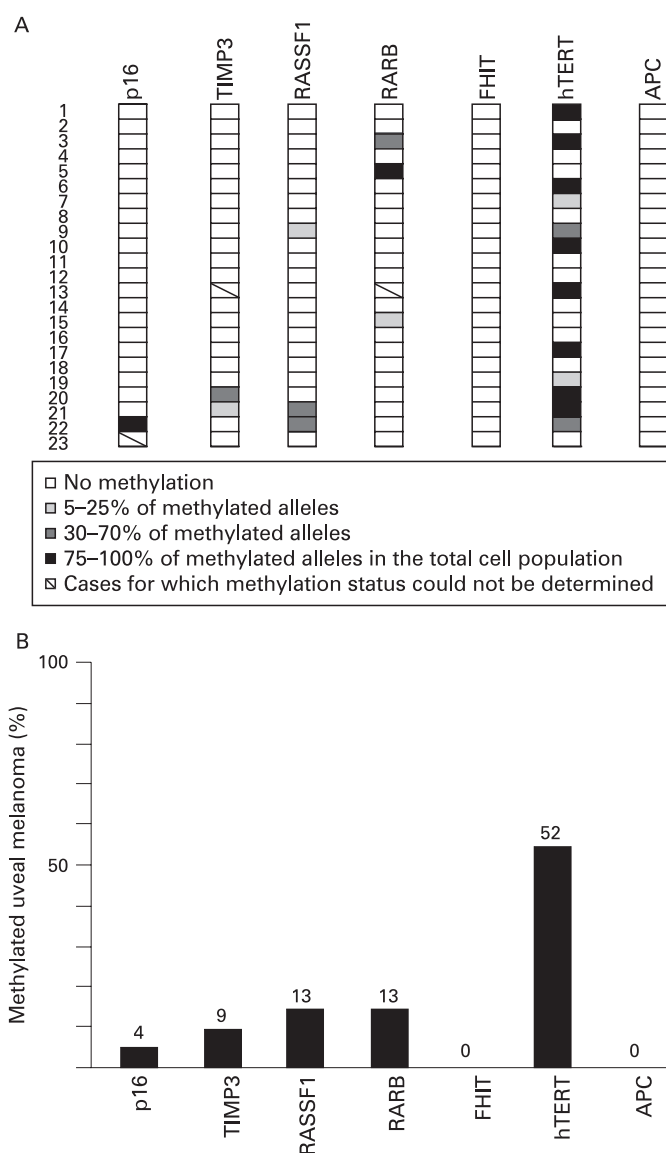 A
p16
TIMP3
RASSF1
RARB
FHIT
hTERT
APC
1
2
3
4
5
6
7
8
9
10
11
12
13
14
15
16
17
18
19
20
21
22
23
No methylation
5–25% of methylated alleles
30–70% of methylated alleles
75–100% of methylated alleles in the total cell population
Cases for which methylation status could not be determined
B
Methylated uveal melanoma (%)
100
50
4
9
13
13
0
52
0
p16
TIMP3
RASSF1
RARB
FHIT
hTERT
APC